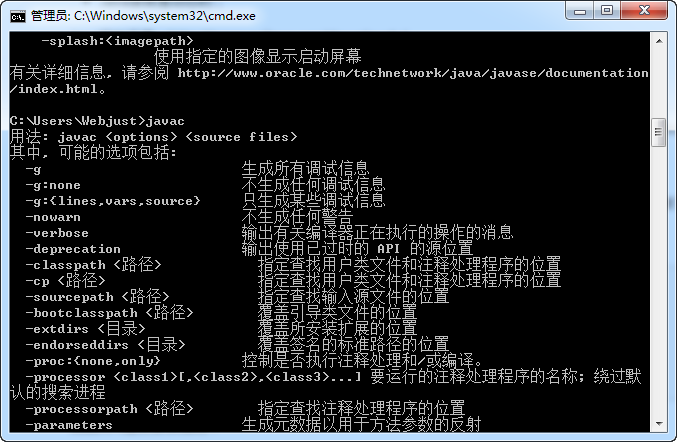 管理员: C:\Windows\system32\cmd.exe
-splash:<imagepath>
使用指定的图像显示启动屏幕
有关详细信息, 请参阅 http://www.oracle.com/technetwork/java/javase/documentation
/index.html。
C:\Users\Webjust>javac
用法: javac <options> <source files>
其中, 可能的选项包括:
-g 生成所有调试信息
-g:none 不生成任何调试信息
-g:{lines,vars,source} 只生成某些调试信息
-nowarn 不生成任何警告
-verbose 输出有关编译器正在执行的操作的消息
-deprecation 输出使用已过时的 API 的源位置
-classpath <路径> 指定查找用户类文件和注释处理程序的位置
-cp <路径> 指定查找用户类文件和注释处理程序的位置
-sourcepath <路径> 指定查找输入源文件的位置
-bootclasspath <路径> 覆盖引导类文件的位置
-extdirs <目录> 覆盖所安装扩展的位置
-endorseddirs <目录> 覆盖签名的标准路径的位置
-proc:{none,only} 控制是否执行注释处理和/或编译。
-processor <class1>[,<class2>,<class3>...] 要运行的注释处理程序的名称; 绕过默
认的搜索进程
-processorpath <路径> 指定查找注释处理程序的位置
-parameters 生成元数据以用于方法参数的反射